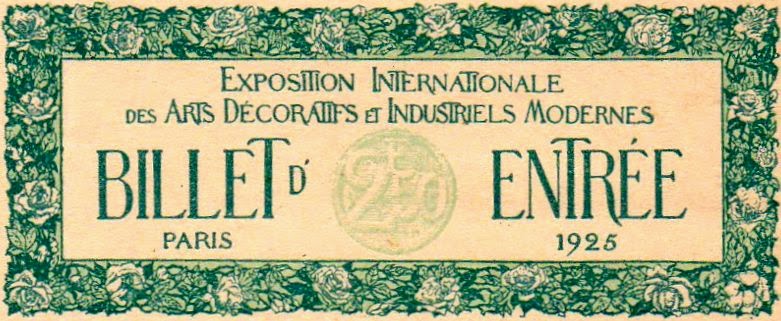 EXPOSITION INTERNATIONALE
DES ARTS DÉCORATIFS ET INDUSTRIELS MODERNES
BILLET D' ENTRÉE
PARIS 1925